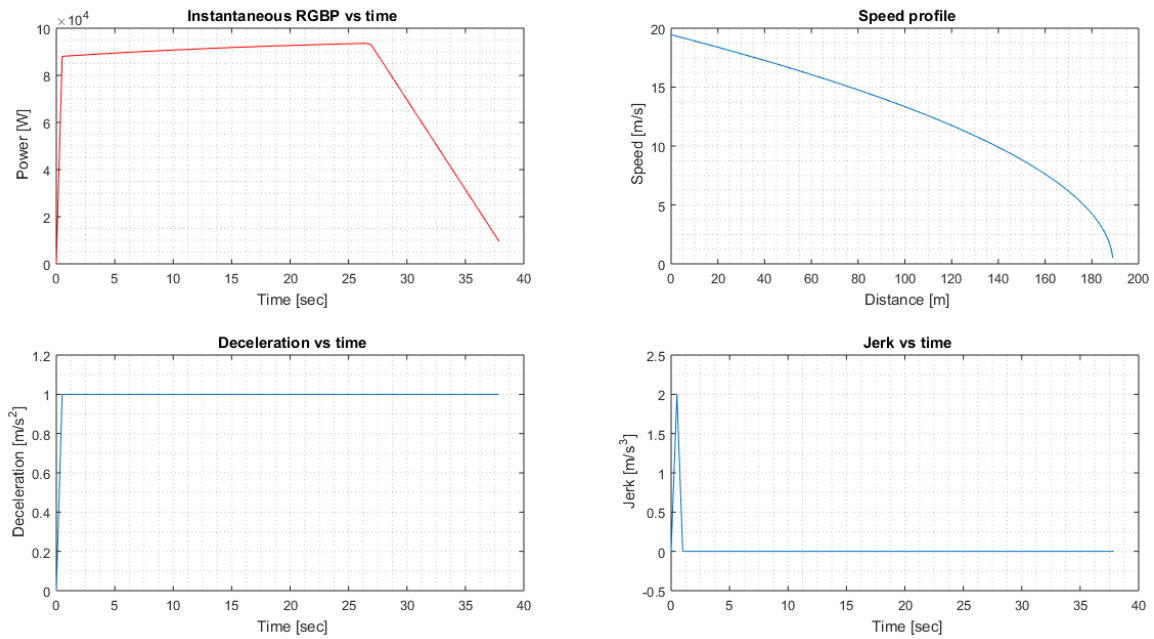 Instantaneous RGBP vs time
×10^4
Power [W]
10
8
6
4
2
0
0 5 10 15 20 25 30 35 40
Time [sec]
Speed profile
Speed [m/s]
20
15
10
5
0
0 20 40 60 80 100 120 140 160 180 200
Distance [m]
Deceleration vs time
Deceleration [m/s²]
1.2
1
0.8
0.6
0.4
0.2
0
0 5 10 15 20 25 30 35 40
Time [sec]
Jerk vs time
Jerk [m/s³]
2.5
2
1.5
1
0.5
0
-0.5
0 5 10 15 20 25 30 35 40
Time [sec]